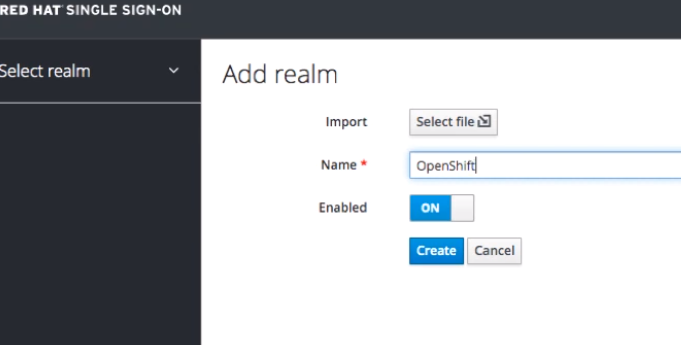 RED HAT SINGLE SIGN-ON
Select realm
Add realm
Import Select file
Name * OpenShift
Enabled ON
Create Cancel